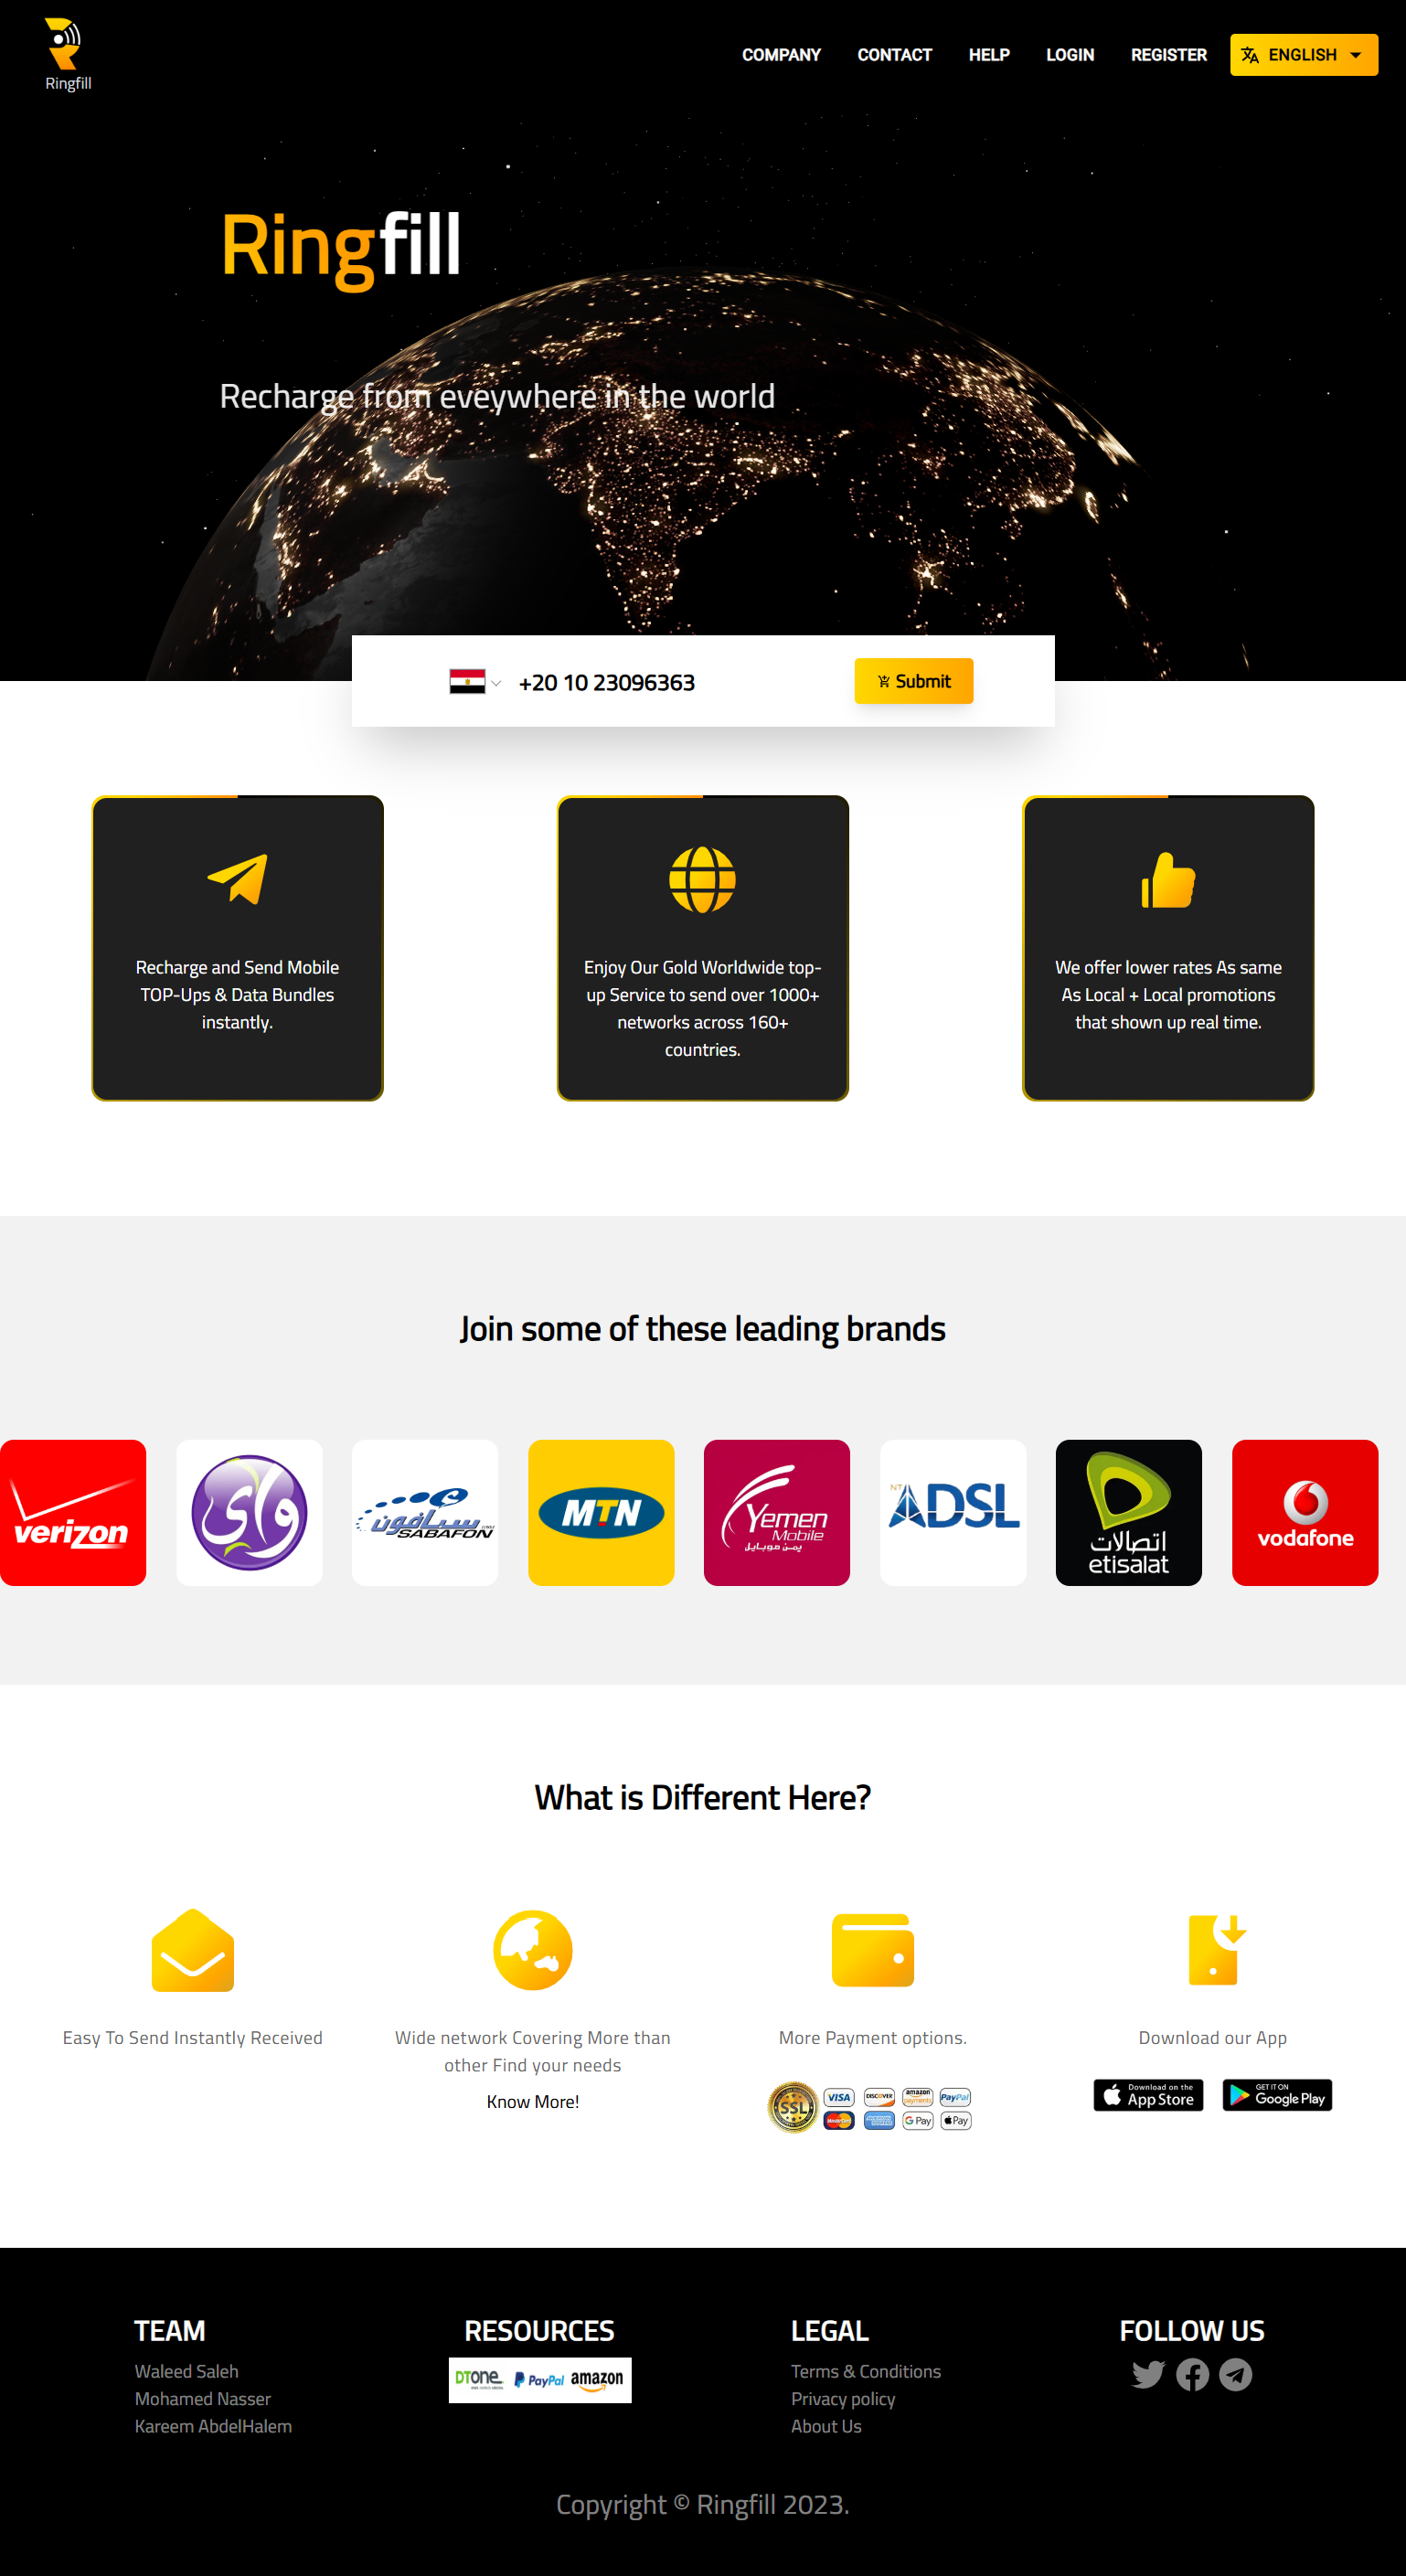 Ringfill
COMPANY
CONTACT
HELP
LOGIN
REGISTER
ENGLISH
Ringfill
Recharge from eveywhere in the world
+20 10 23096363
Submit
Recharge and Send Mobile
TOP-Ups & Data Bundles
instantly.
Enjoy Our Gold Worldwide top-
up Service to send over 1000+
networks across 160+
countries.
We offer lower rates As same
As Local + Local promotions
that shown up real time.
Join some of these leading brands
verizon
واي
سبأفون
SABAFON
MTN
Yemen
Mobile
يمن موبايل
ADSL
اتصالات
etisalat
vodafone
What is Different Here?
Easy To Send Instantly Received
Wide network Covering More than
other Find your needs
Know More!
More Payment options.
SSL
VISA
DISCOVER
amazon
payments
PayPal
MasterCard
G Pay
Pay
Download our App
Download on the
App Store
GET IT ON
Google Play
TEAM
Waleed Saleh
Mohamed Nasser
Kareem AbdelHalem
RESOURCES
DTone
PayPal
amazon
LEGAL
Terms & Conditions
Privacy policy
About Us
FOLLOW US
Copyright © Ringfill 2023.